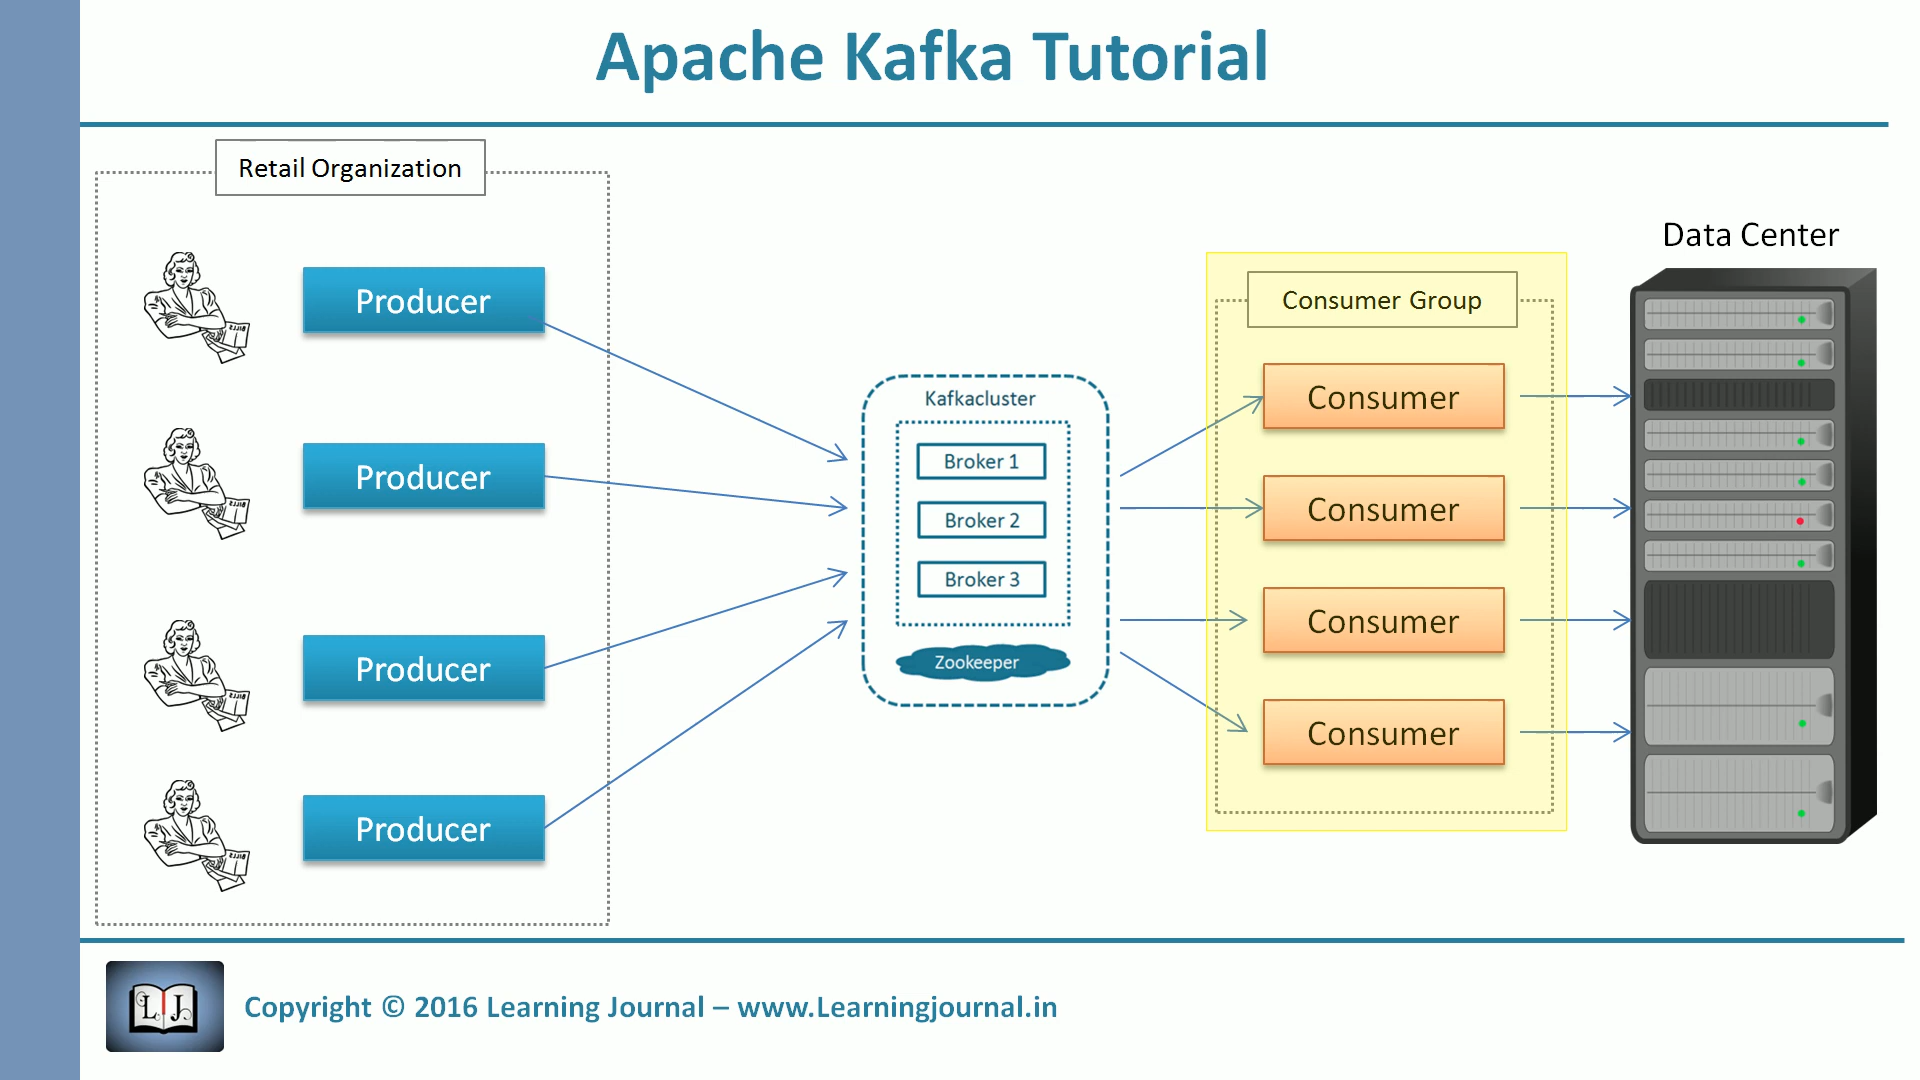 Apache Kafka Tutorial
Retail Organization
Producer
Producer
Producer
Producer
Kafkacluster
Broker 1
Broker 2
Broker 3
Zookeeper
Consumer Group
Consumer
Consumer
Consumer
Consumer
Data Center
LJ
Copyright © 2016 Learning Journal – www.Learningjournal.in